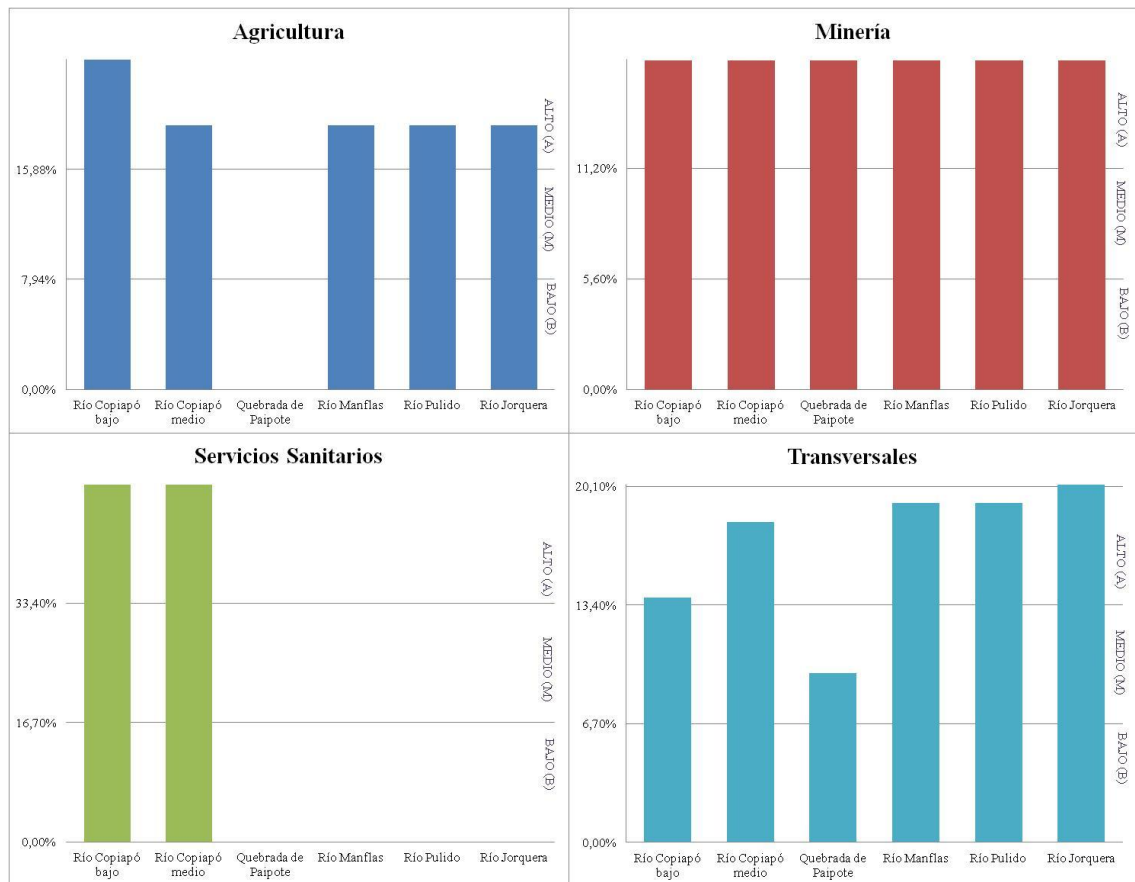 Agricultura
15,88%
7,94%
0,00%
ALTO (A)
MEDIO (M)
BAJO (B)
Río Copiapó
bajo
Río Copiapó
medio
Quebrada de
Paipote
Río Manflas
Río Pulido
Río Jorquera
Minería
11,20%
5,60%
0,00%
ALTO (A)
MEDIO (M)
BAJO (B)
Río Copiapó
bajo
Río Copiapó
medio
Quebrada de
Paipote
Río Manflas
Río Pulido
Río Jorquera
Servicios Sanitarios
33,40%
16,70%
0,00%
ALTO (A)
MEDIO (M)
BAJO (B)
Río Copiapó
bajo
Río Copiapó
medio
Quebrada de
Paipote
Río Manflas
Río Pulido
Río Jorquera
Transversales
20,10%
13,40%
6,70%
0,00%
ALTO (A)
MEDIO (M)
BAJO (B)
Río Copiapó
bajo
Río Copiapó
medio
Quebrada de
Paipote
Río Manflas
Río Pulido
Río Jorquera